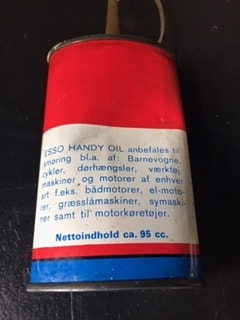 ESSO HANDY OIL anbefales til
smøring bl.a. af: Barnevogne,
cykler, dørhængsler, værktøj,
maskiner og motorer af enhver
art f.eks. bådmotorer, el-moto-
rer, græsslåmaskiner, symaski-
ner samt til motorkøretøjer.
Nettoindhold ca. 95 cc.